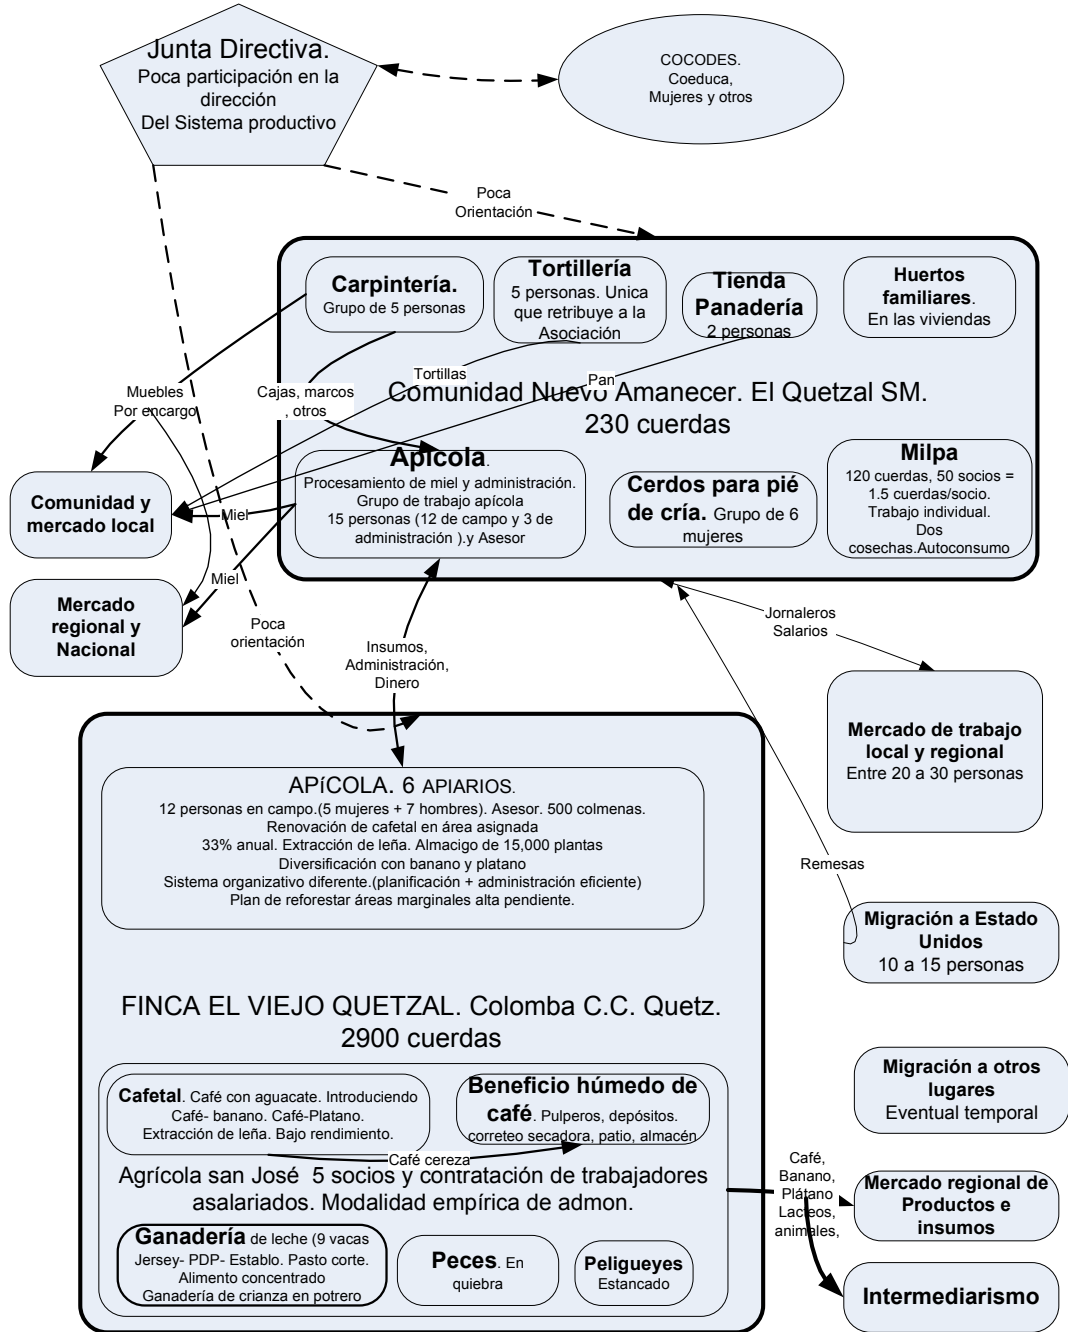 Junta Directiva.
Poca participación en la
dirección
Del Sistema productivo
COCODES.
Coeduca,
Mujeres y otros
Poca
Orientación
Carpintería.
Grupo de 5 personas
Tortillería
5 personas. Unica
que retribuye a la
Asociación
Tienda
Panadería
2 personas
Huertos
familiares.
En las viviendas
Muebles
Por encargo
Cajas, marcos
, otros
Tortillas
Pan
Comunidad Nuevo Amanecer. El Quetzal SM.
230 cuerdas
Apícola.
Procesamiento de miel y administración.
Grupo de trabajo apícola
15 personas (12 de campo y 3 de
administración ).y Asesor
Cerdos para pié
de cría. Grupo de 6
mujeres
Milpa
120 cuerdas, 50 socios =
1.5 cuerdas/socio.
Trabajo individual.
Dos
cosechas.Autoconsumo
Comunidad y
mercado local
Miel
Miel
Mercado
regional y
Nacional
Poca
orientación
Insumos,
Administración,
Dinero
Jornaleros
Salarios
Mercado de trabajo
local y regional
Entre 20 a 30 personas
APíCOLA. 6 APIARIOS.
12 personas en campo.(5 mujeres + 7 hombres). Asesor. 500 colmenas.
Renovación de cafetal en área asignada
33% anual. Extracción de leña. Almacigo de 15,000 plantas
Diversificación con banano y platano
Sistema organizativo diferente.(planificación + administración eficiente)
Plan de reforestar áreas marginales alta pendiente.
Remesas
Migración a Estado
Unidos
10 a 15 personas
FINCA EL VIEJO QUETZAL. Colomba C.C. Quetz.
2900 cuerdas
Migración a otros
lugares
Eventual temporal
Cafetal. Café con aguacate. Introduciendo
Café- banano. Café-Platano.
Extracción de leña. Bajo rendimiento.
Beneficio húmedo de
café. Pulperos, depósitos.
correteo secadora, patio, almacén
Café cereza
Agrícola san José 5 socios y contratación de trabajadores
asalariados. Modalidad empírica de admon.
Café,
Banano,
Plátano
Lacteos,
animales,
Mercado regional de
Productos e
insumos
Ganadería de leche (9 vacas
Jersey- PDP- Establo. Pasto corte.
Alimento concentrado
Ganadería de crianza en potrero
Peces. En
quiebra
Peligueyes
Estancado
Intermediarismo